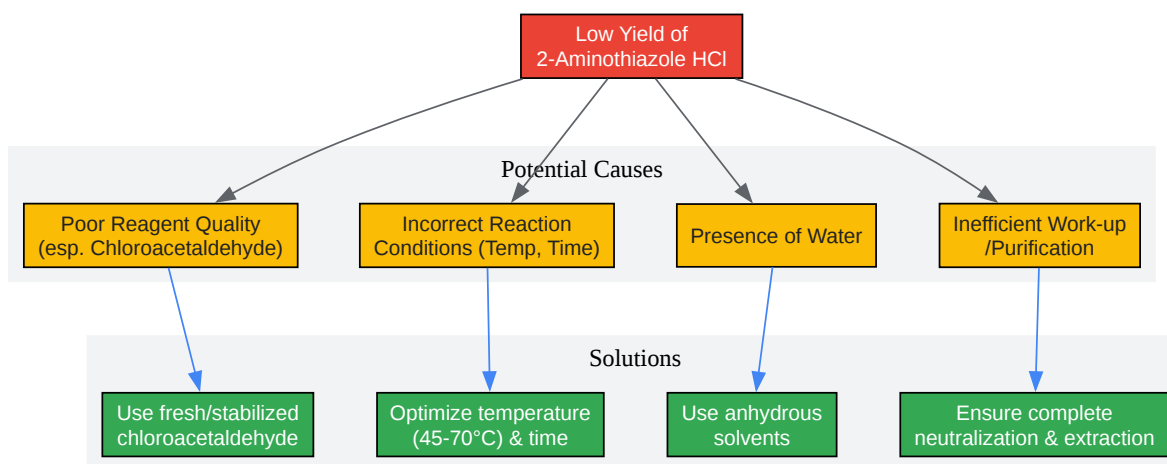 Low Yield of
2-Aminothiazole HCl
Potential Causes
Poor Reagent Quality
(esp. Chloroacetaldehyde)
Incorrect Reaction
Conditions (Temp, Time)
Presence of Water
Inefficient Work-up
/Purification
Solutions
Use fresh/stabilized
chloroacetaldehyde
Optimize temperature
(45-70°C) & time
Use anhydrous
solvents
Ensure complete
neutralization & extraction